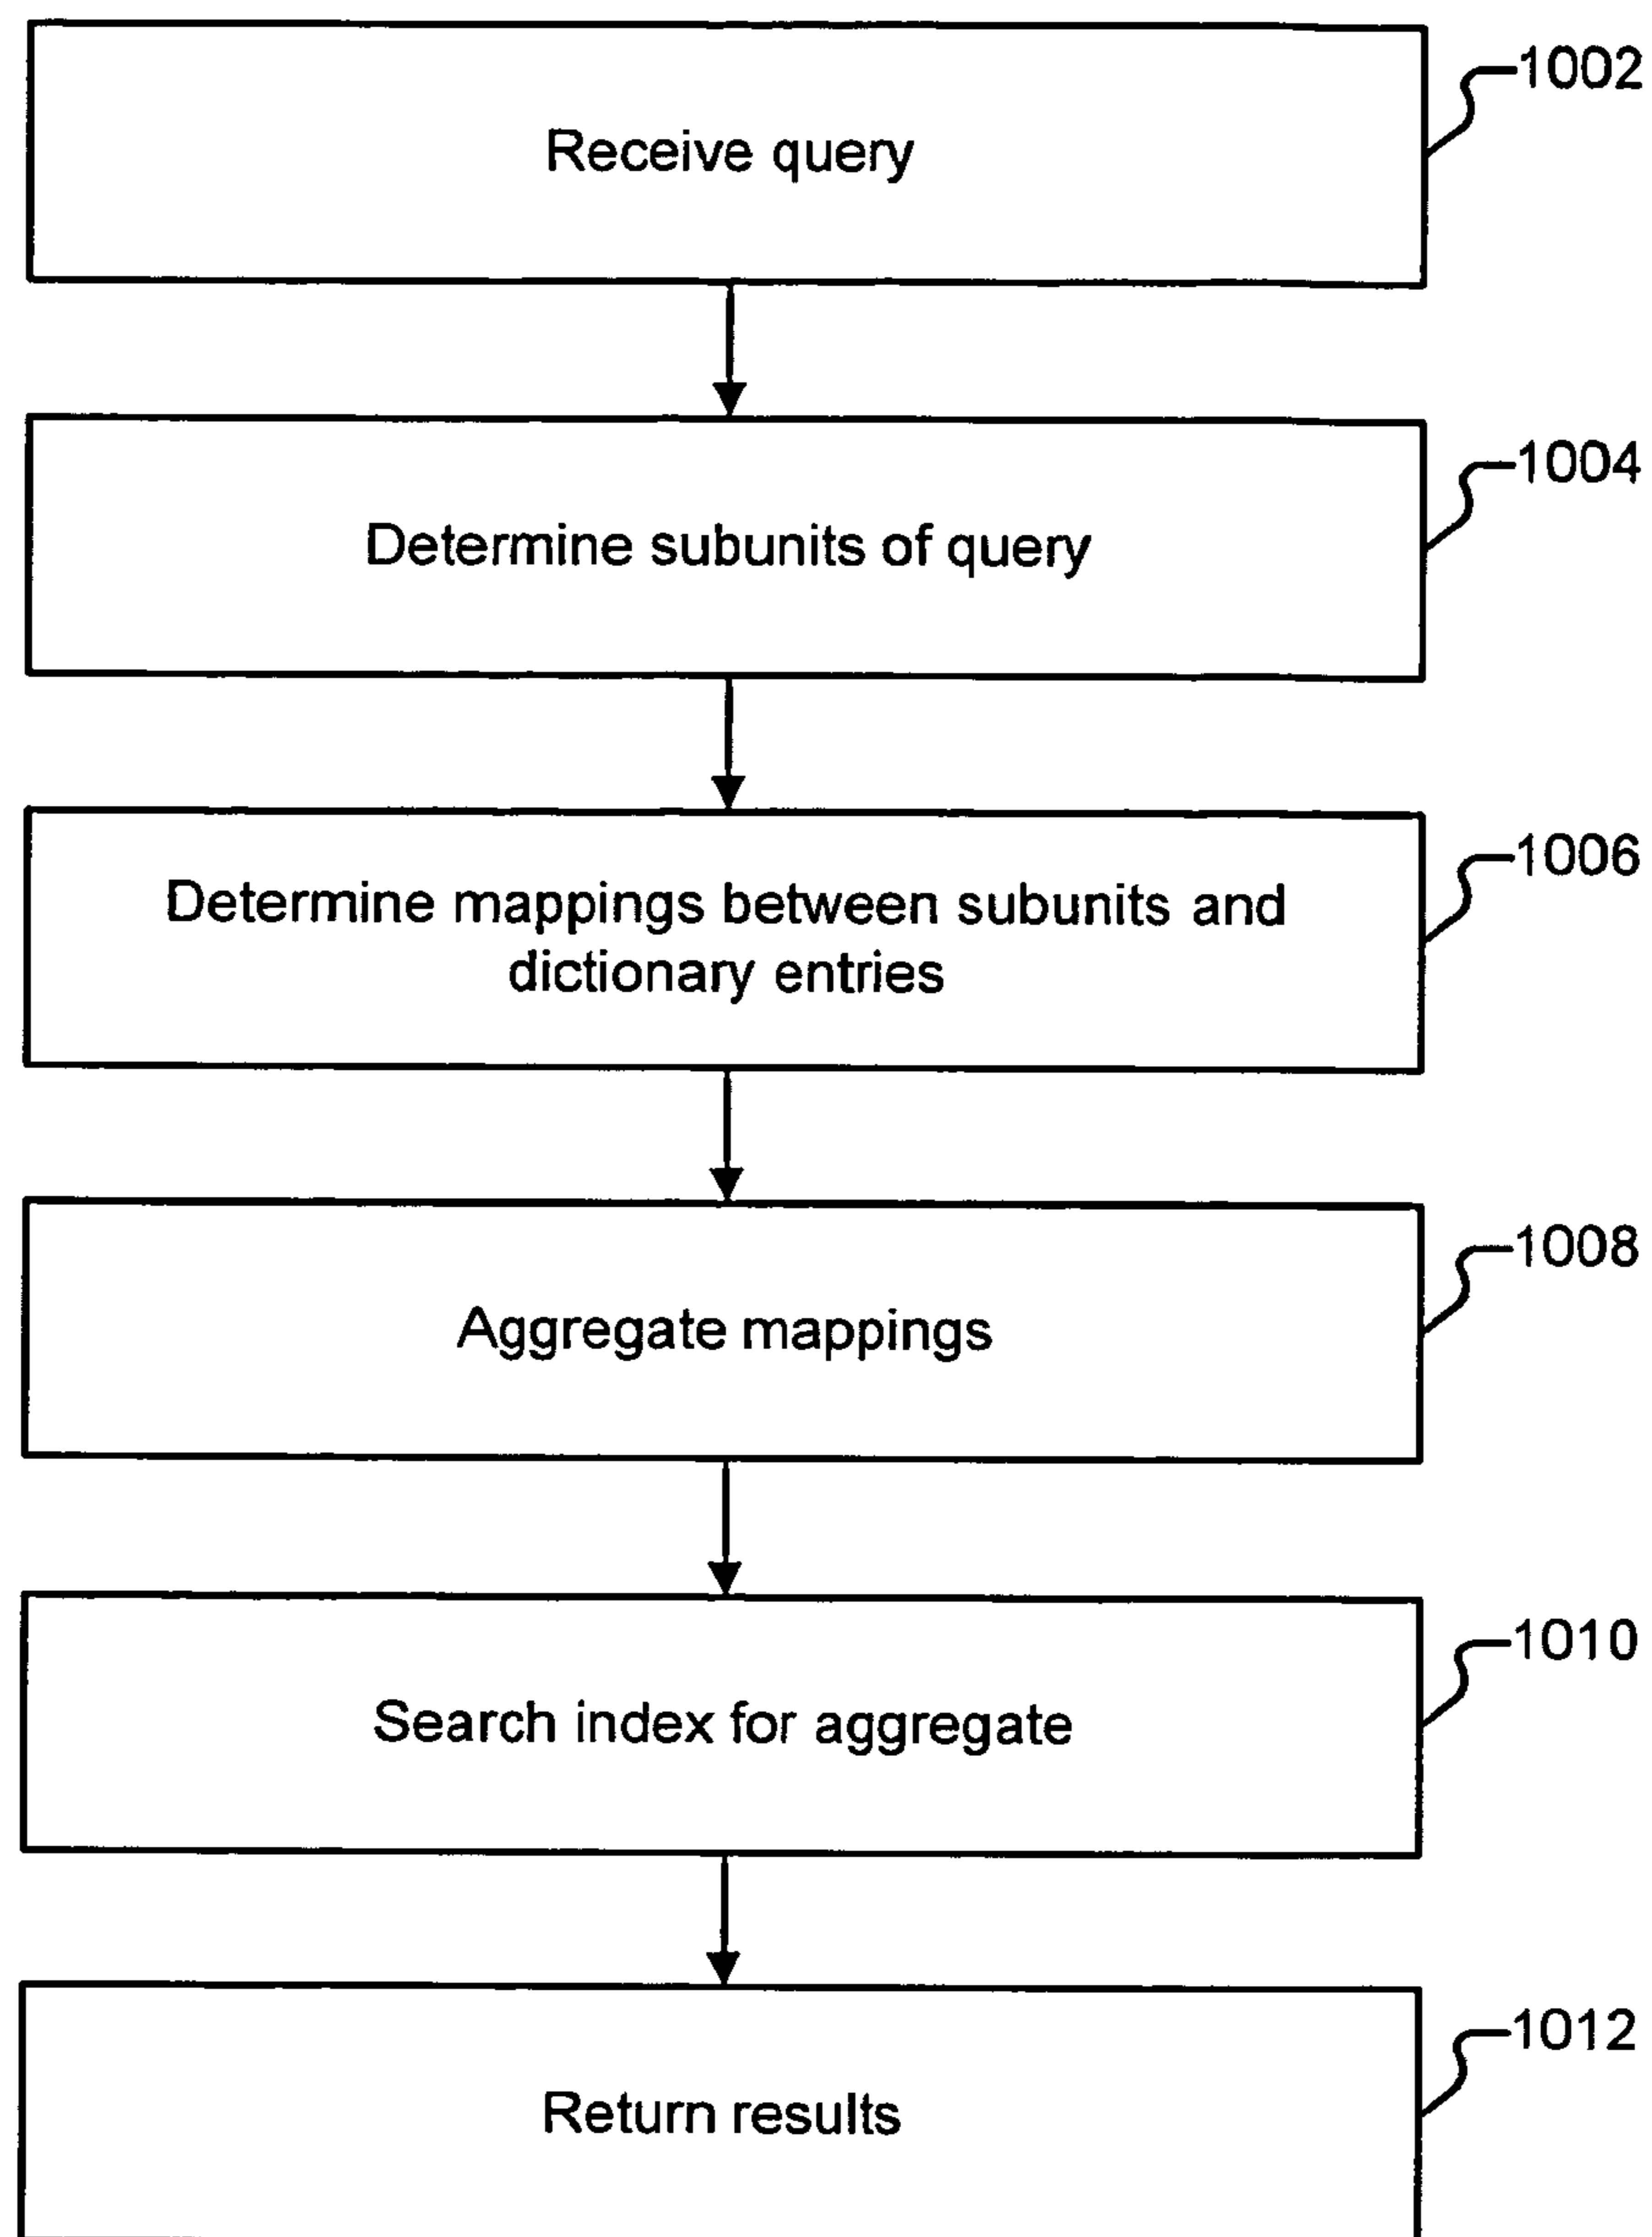 Receive query
1002
Determine subunits of query
1004
Determine mappings between subunits and
dictionary entries
1006
Aggregate mappings
1008
Search index for aggregate
1010
Return results
1012